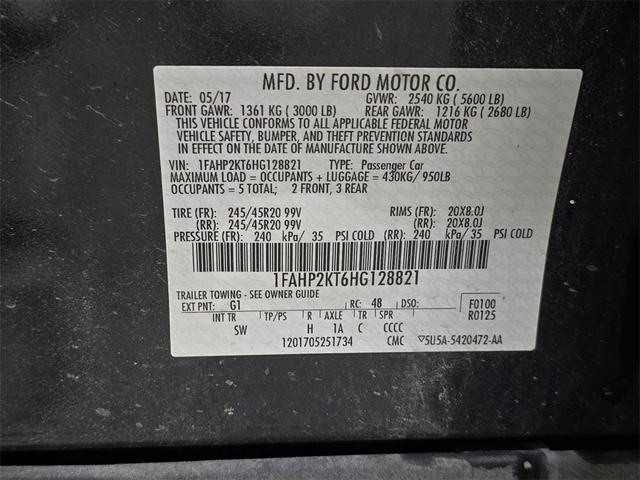 MFD. BY FORD MOTOR CO.
DATE: 05/17 GVWR: 2540 KG ( 5600 LB)
FRONT GAWR: 1361 KG ( 3000 LB) REAR GAWR: 1216 KG ( 2680 LB)
THIS VEHICLE CONFORMS TO ALL APPLICABLE FEDERAL MOTOR
VEHICLE SAFETY, BUMPER, AND THEFT PREVENTION STANDARDS
IN EFFECT ON THE DATE OF MANUFACTURE SHOWN ABOVE.
VIN: 1FAHP2KT6HG128821 TYPE: Passenger Car
MAXIMUM LOAD = OCCUPANTS + LUGGAGE = 430KG/ 950LB
OCCUPANTS = 5 TOTAL; 2 FRONT, 3 REAR
TIRE (FR): 245/45R20 99V RIMS (FR): 20X8.0J
(RR): 245/45R20 99V (RR): 20X8.0J
PRESSURE (FR): 240 kPa/ 35 PSI COLD (RR): 240 kPa/ 35 PSI COLD
1FAHP2KT6HG128821
TRAILER TOWING - SEE OWNER GUIDE
EXT PNT: G1 RC: 48 DSO: F0100
INT TR TP/PS R AXLE TR SPR R0125
SW H 1A C CCCC
1201705251734 CMC ▽5U5A-5420472-AA